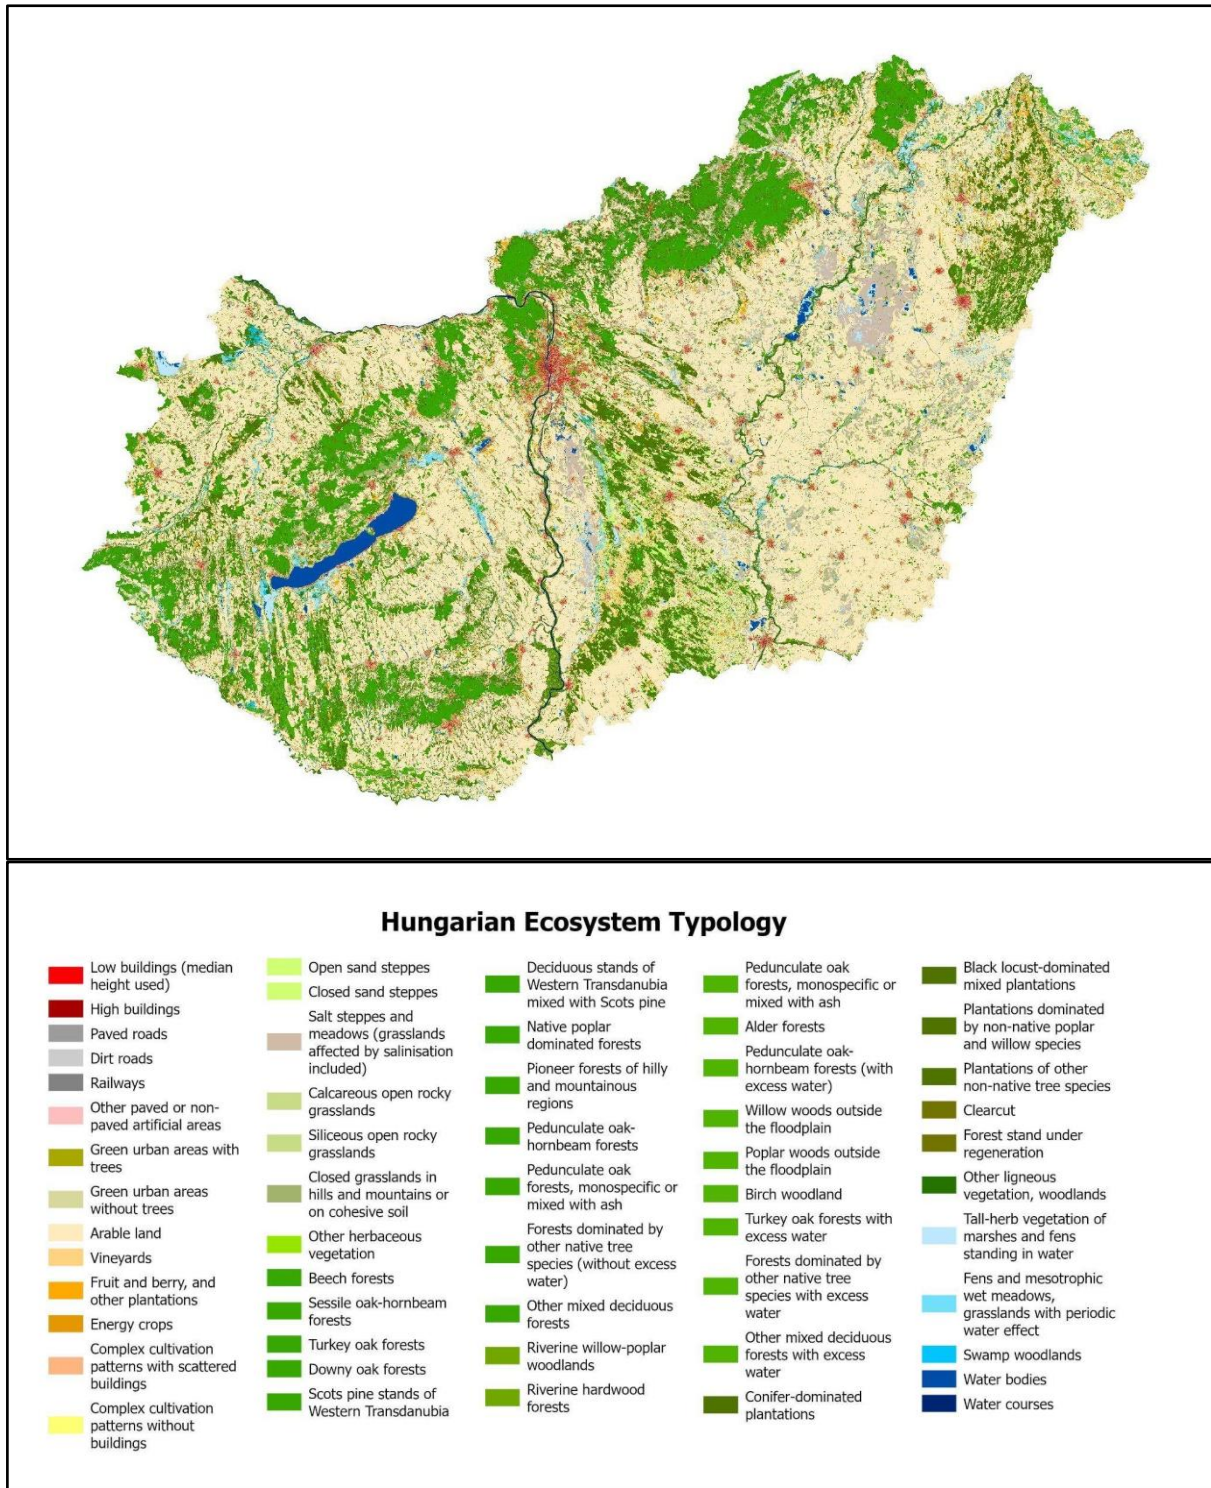 Hungarian Ecosystem Typology
Low buildings (median
height used)
High buildings
Paved roads
Dirt roads
Railways
Other paved or non-
paved artificial areas
Green urban areas with
trees
Green urban areas
without trees
Arable land
Vineyards
Fruit and berry, and
other plantations
Energy crops
Complex cultivation
patterns with scattered
buildings
Complex cultivation
patterns without
buildings
Open sand steppes
Closed sand steppes
Salt steppes and
meadows (grasslands
affected by salinisation
included)
Calcareous open rocky
grasslands
Siliceous open rocky
grasslands
Closed grasslands in
hills and mountains or
on cohesive soil
Other herbaceous
vegetation
Beech forests
Sessile oak-hornbeam
forests
Turkey oak forests
Downy oak forests
Scots pine stands of
Western Transdanubia
Deciduous stands of
Western Transdanubia
mixed with Scots pine
Native poplar
dominated forests
Pioneer forests of hilly
and mountainous
regions
Pedunculate oak-
hornbeam forests
Pedunculate oak
forests, monospecific or
mixed with ash
Forests dominated by
other native tree
species (without excess
water)
Other mixed deciduous
forests
Riverine willow-poplar
woodlands
Riverine hardwood
forests
Pedunculate oak
forests, monospecific or
mixed with ash
Alder forests
Pedunculate oak-
hornbeam forests (with
excess water)
Willow woods outside
the floodplain
Poplar woods outside
the floodplain
Birch woodland
Turkey oak forests with
excess water
Forests dominated by
other native tree
species with excess
water
Other mixed deciduous
forests with excess
water
Conifer-dominated
plantations
Black locust-dominated
mixed plantations
Plantations dominated
by non-native poplar
and willow species
Plantations of other
non-native tree species
Clearcut
Forest stand under
regeneration
Other ligneous
vegetation, woodlands
Tall-herb vegetation of
marshes and fens
standing in water
Fens and mesotrophic
wet meadows,
grasslands with periodic
water effect
Swamp woodlands
Water bodies
Water courses